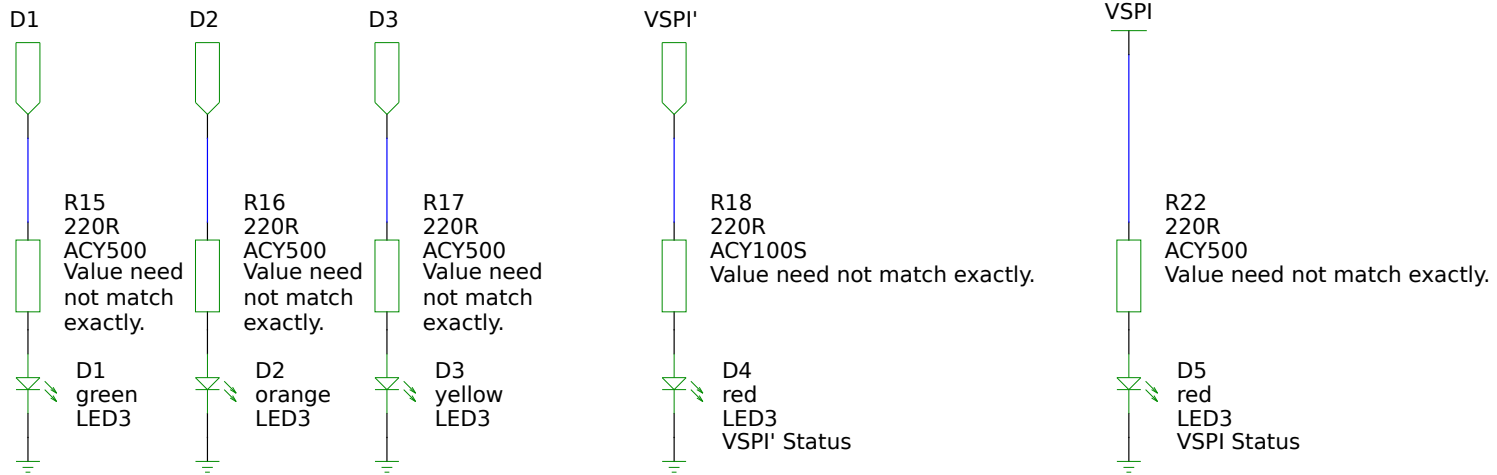 D1
D2
D3
VSPI'
VSPI
R15
220R
ACY500
Value need
not match
exactly.
R16
220R
ACY500
Value need
not match
exactly.
R17
220R
ACY500
Value need
not match
exactly.
R18
220R
ACY100S
Value need not match exactly.
R22
220R
ACY500
Value need not match exactly.
D1
green
LED3
D2
orange
LED3
D3
yellow
LED3
D4
red
LED3
VSPI' Status
D5
red
LED3
VSPI Status